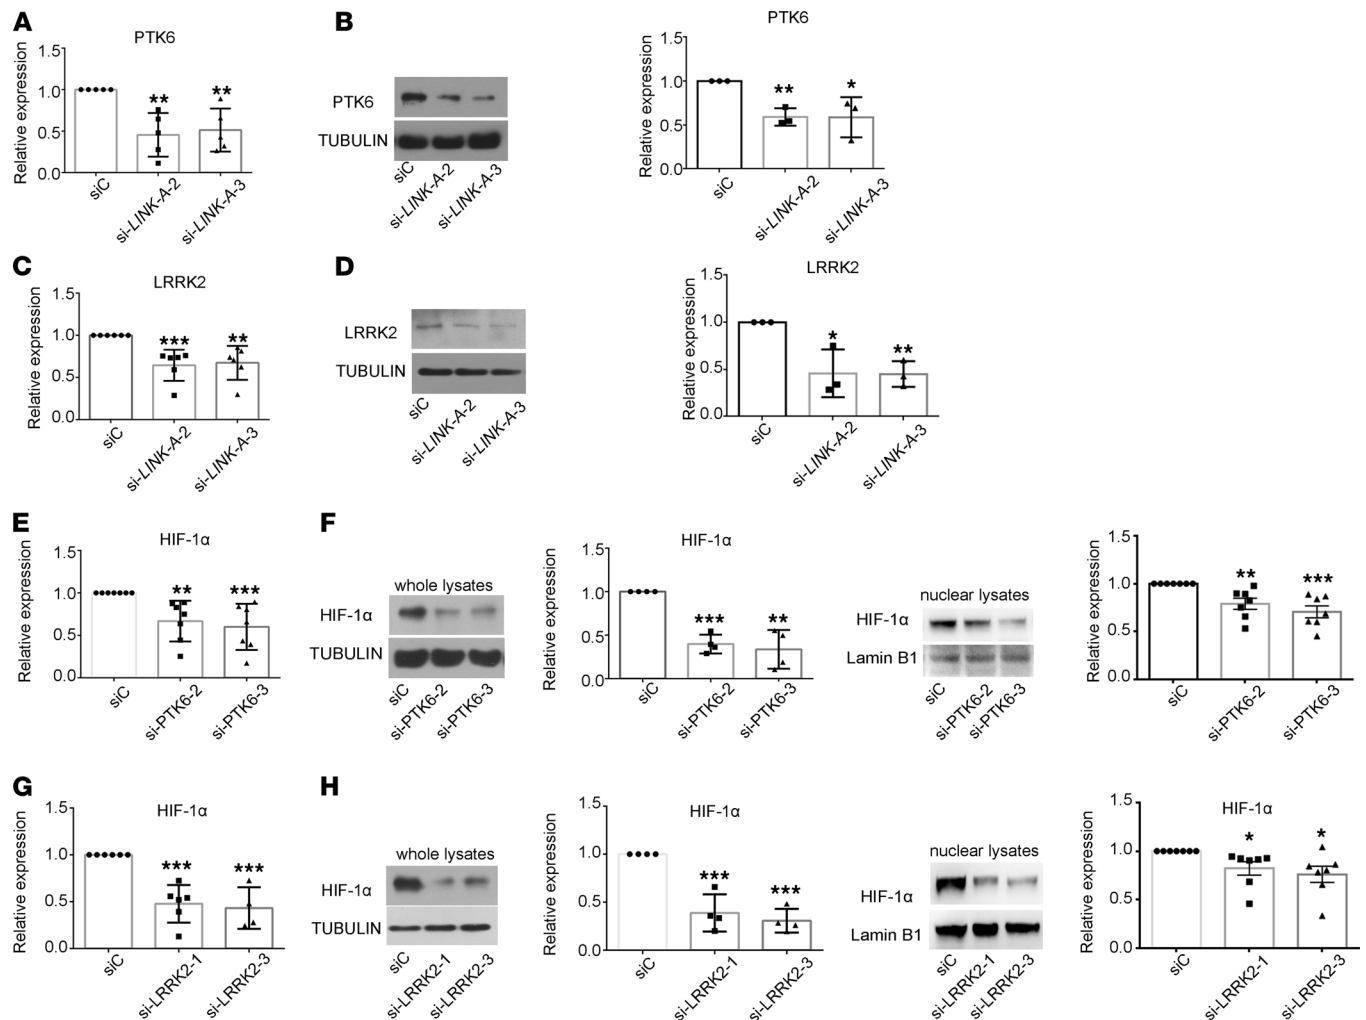 A
PTK6
Relative expression
1.5
1.0
0.5
0.0
** **
siC
si-LINK-A-2
si-LINK-A-3
B
PTK6
TUBULIN
siC
si-LINK-A-2
si-LINK-A-3
PTK6
Relative expression
1.5
1.0
0.5
0.0
** *
siC
si-LINK-A-2
si-LINK-A-3
C
LRRK2
Relative expression
1.5
1.0
0.5
0.0
*** **
siC
si-LINK-A-2
si-LINK-A-3
D
LRRK2
TUBULIN
siC
si-LINK-A-2
si-LINK-A-3
LRRK2
Relative expression
1.5
1.0
0.5
0.0
* **
siC
si-LINK-A-2
si-LINK-A-3
E
HIF-1α
Relative expression
1.5
1.0
0.5
0.0
** ***
siC
si-PTK6-2
si-PTK6-3
F
whole lysates
HIF-1α
TUBULIN
siC
si-PTK6-2
si-PTK6-3
HIF-1α
Relative expression
1.5
1.0
0.5
0.0
*** **
siC
si-PTK6-2
si-PTK6-3
nuclear lysates
HIF-1α
Lamin B1
siC
si-PTK6-2
si-PTK6-3
Relative expression
1.5
1.0
0.5
0.0
** ***
siC
si-PTK6-2
si-PTK6-3
G
HIF-1α
Relative expression
1.5
1.0
0.5
0.0
*** ***
siC
si-LRRK2-1
si-LRRK2-3
H
whole lysates
HIF-1α
TUBULIN
siC
si-LRRK2-1
si-LRRK2-3
HIF-1α
Relative expression
1.5
1.0
0.5
0.0
*** ***
siC
si-LRRK2-1
si-LRRK2-3
nuclear lysates
HIF-1α
Lamin B1
siC
si-LRRK2-1
si-LRRK2-3
HIF-1α
Relative expression
1.5
1.0
0.5
0.0
* *
siC
si-LRRK2-1
si-LRRK2-3